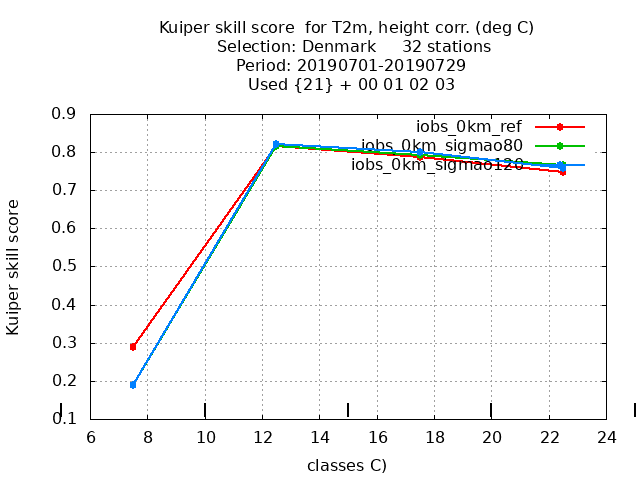 Kuiper skill score  for T2m, height corr. (deg C)
Selection: Denmark     32 stations
Period: 20190701-20190729
Used {21} + 00 01 02 03
0.9
iobs_0km_ref
iobs_0km_sigmao80
0.8
iobs_0km_sigmao120
0.7
0.6
0.5
0.4
0.3
0.2
0.1
Kuiper skill score
6 8 10 12 14 16 18 20 22 24
classes C)